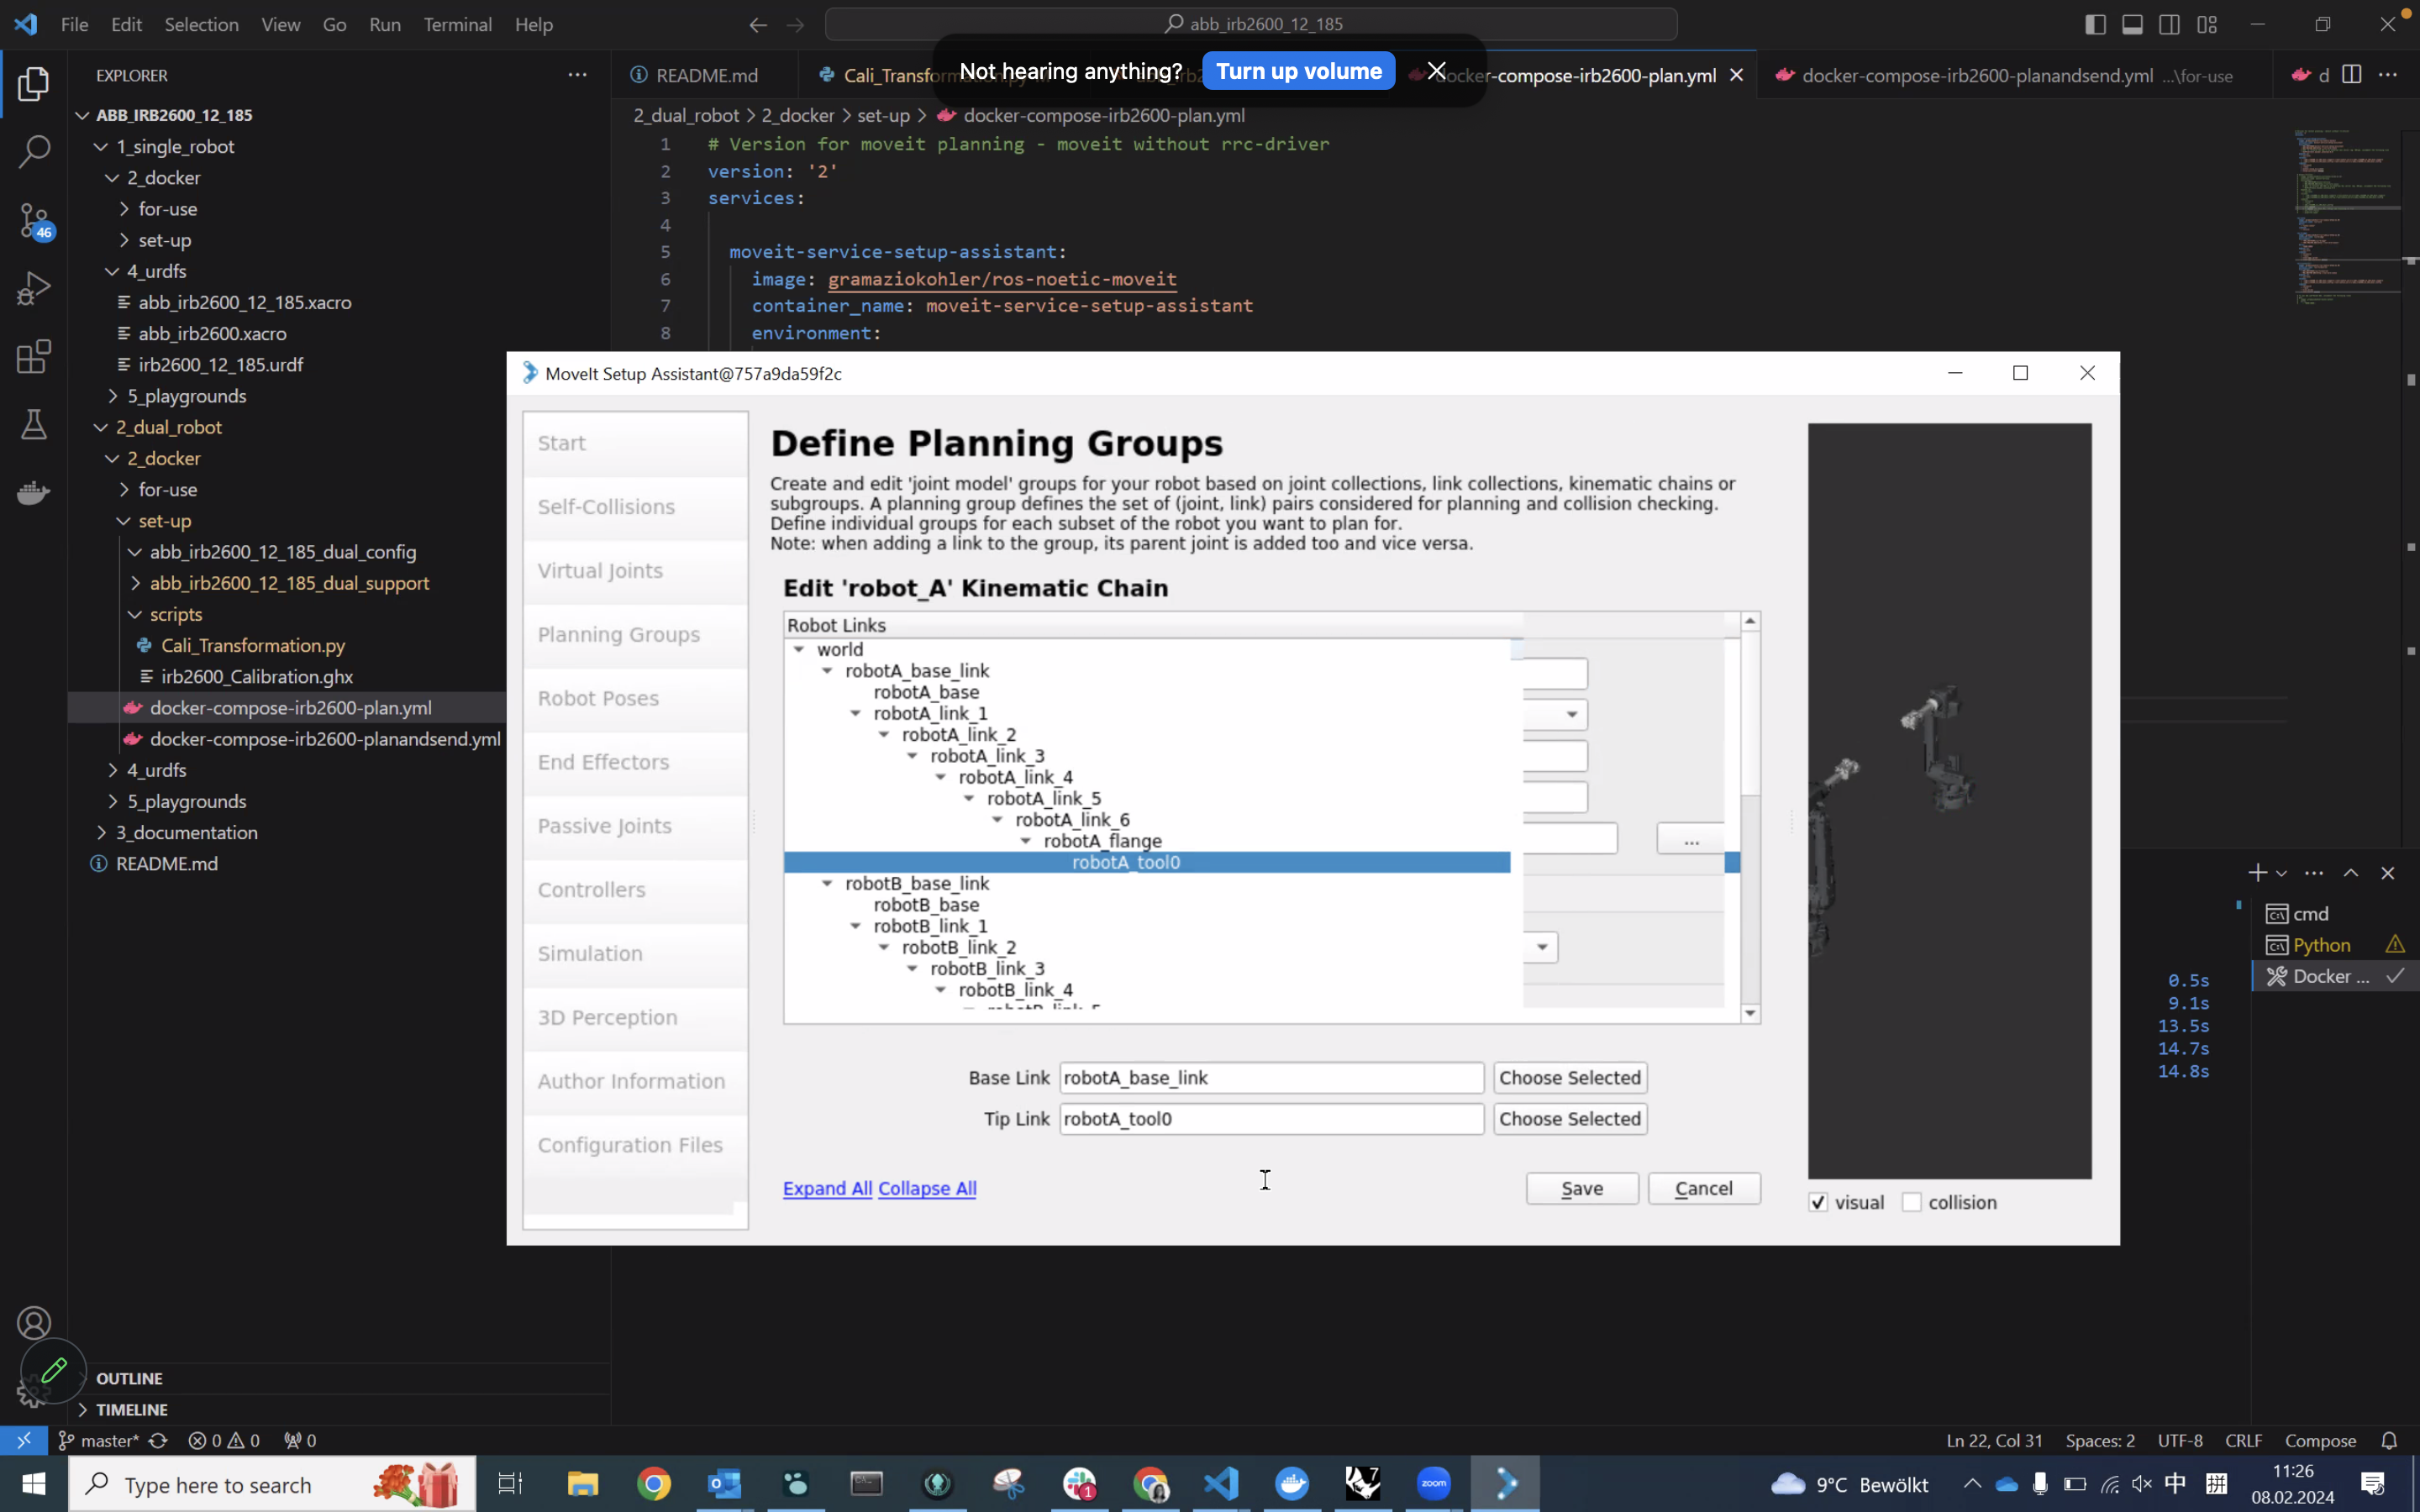 File Edit Selection View Go Run Terminal Help
abb_irb2600_12_185
Not hearing anything? Turn up volume
EXPLORER
README.md
docker-compose-irb2600-plan.yml
docker-compose-irb2600-planandsend.yml ...\for-use
d
2_dual_robot > 2_docker > set-up > docker-compose-irb2600-plan.yml
ABB_IRB2600_12_185
1_single_robot
2_docker
for-use
set-up
4_urdfs
abb_irb2600_12_185.xacro
abb_irb2600.xacro
irb2600_12_185.urdf
5_playgrounds
2_dual_robot
2_docker
for-use
set-up
abb_irb2600_12_185_dual_config
abb_irb2600_12_185_dual_support
scripts
Cali_Transformation.py
irb2600_Calibration.ghx
docker-compose-irb2600-plan.yml
docker-compose-irb2600-planandsend.yml
4_urdfs
5_playgrounds
3_documentation
README.md
46
1 # Version for moveit planning - moveit without rrc-driver
2 version: '2'
3 services:
4
5 moveit-service-setup-assistant:
6 image: gramaziokohler/ros-noetic-moveit
7 container_name: moveit-service-setup-assistant
8 environment:
MoveIt Setup Assistant@757a9da59f2c
Start
Self-Collisions
Virtual Joints
Planning Groups
Robot Poses
End Effectors
Passive Joints
Controllers
Simulation
3D Perception
Author Information
Configuration Files
Define Planning Groups
Create and edit 'joint model' groups for your robot based on joint collections, link collections, kinematic chains or
subgroups. A planning group defines the set of (joint, link) pairs considered for planning and collision checking.
Define individual groups for each subset of the robot you want to plan for.
Note: when adding a link to the group, its parent joint is added too and vice versa.
Edit 'robot_A' Kinematic Chain
Robot Links
world
robotA_base_link
robotA_base
robotA_link_1
robotA_link_2
robotA_link_3
robotA_link_4
robotA_link_5
robotA_link_6
robotA_flange
robotA_tool0
robotB_base_link
robotB_base
robotB_link_1
robotB_link_2
robotB_link_3
robotB_link_4
...
Base Link robotA_base_link Choose Selected
Tip Link robotA_tool0 Choose Selected
Expand All Collapse All
Save Cancel
visual collision
cmd
Python
Docker ...
0.5s
9.1s
13.5s
14.7s
14.8s
OUTLINE
TIMELINE
master* 0 0 0
Ln 22, Col 31 Spaces: 2 UTF-8 CRLF Compose
Type here to search
1
7
zoom
9°C Bewölkt
中
拼
11:26
08.02.2024